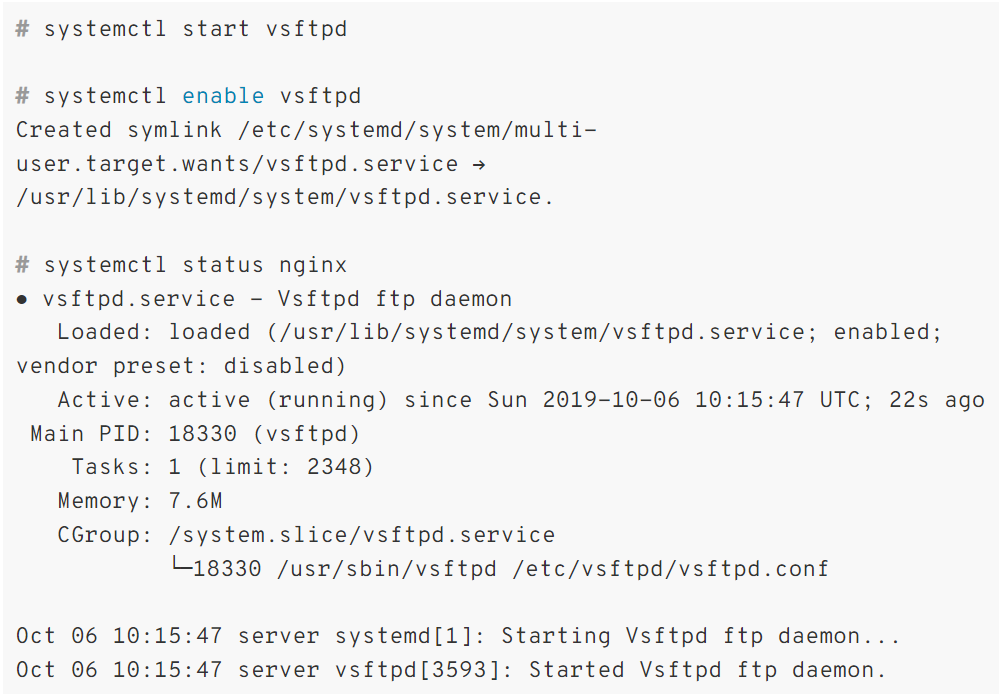 # systemctl start vsftpd
# systemctl enable vsftpd
Created symlink /etc/systemd/system/multi-
user.target.wants/vsftpd.service →
/usr/lib/systemd/system/vsftpd.service.
# systemctl status nginx
● vsftpd.service - Vsftpd ftp daemon
Loaded: loaded (/usr/lib/systemd/system/vsftpd.service; enabled;
vendor preset: disabled)
Active: active (running) since Sun 2019-10-06 10:15:47 UTC; 22s ago
Main PID: 18330 (vsftpd)
Tasks: 1 (limit: 2348)
Memory: 7.6M
CGroup: /system.slice/vsftpd.service
└─18330 /usr/sbin/vsftpd /etc/vsftpd/vsftpd.conf
Oct 06 10:15:47 server systemd[1]: Starting Vsftpd ftp daemon...
Oct 06 10:15:47 server vsftpd[3593]: Started Vsftpd ftp daemon.